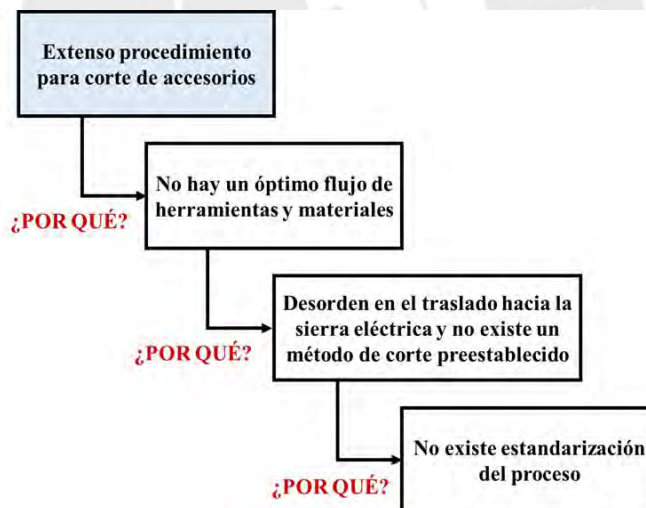 Extenso procedimiento
para corte de accesorios
¿POR QUÉ?
No hay un óptimo flujo de
herramientas y materiales
¿POR QUÉ?
Desorden en el traslado hacia la
sierra eléctrica y no existe un
método de corte preestablecido
¿POR QUÉ?
No existe estandarización
del proceso